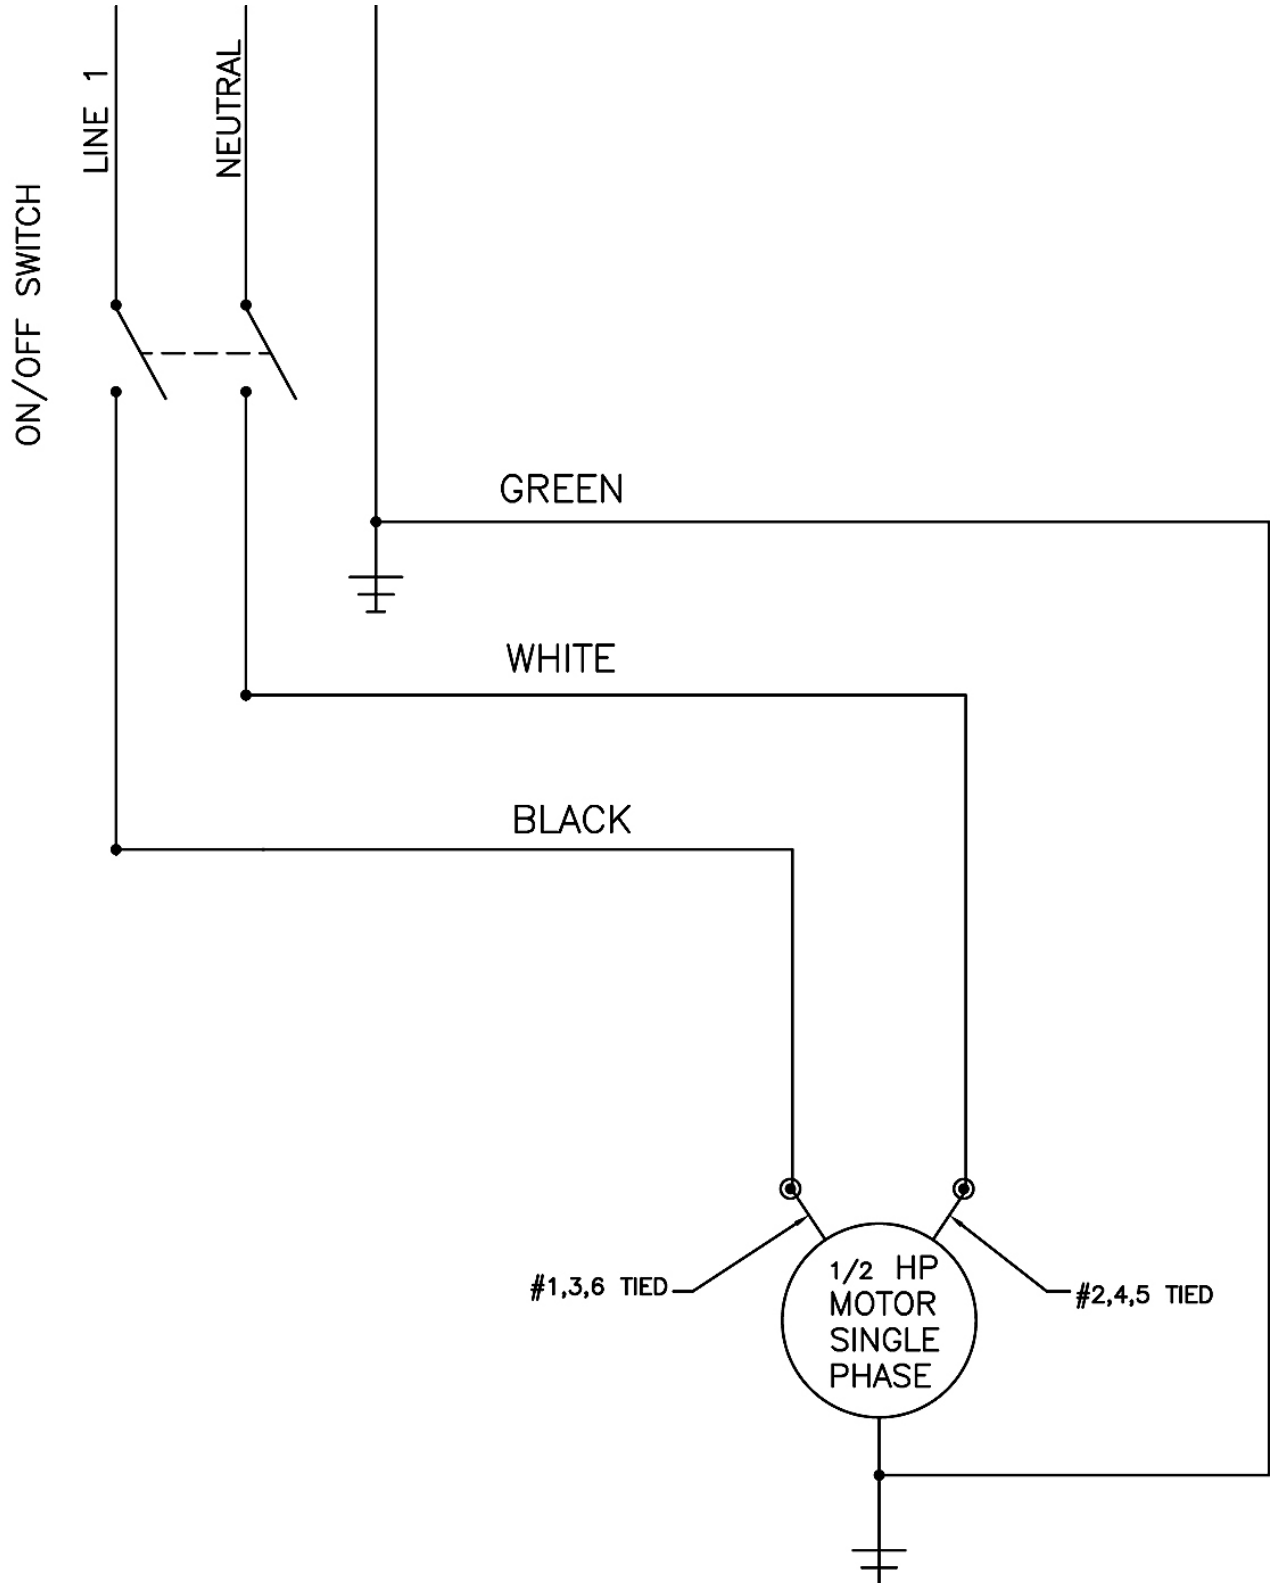 LINE 1
NEUTRAL
ON/OFF SWITCH
GREEN
WHITE
BLACK
#1,3,6 TIED
1/2 HP
MOTOR
SINGLE
PHASE
#2,4,5 TIED